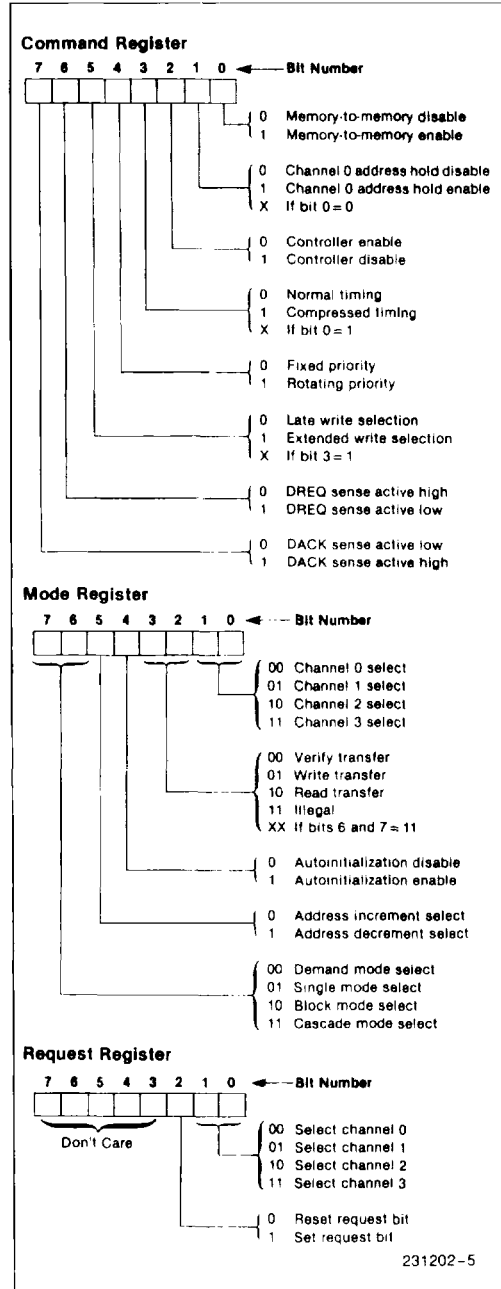 Command Register
7 6 5 4 3 2 1 0 Bit Number
0 Memory-to-memory disable
1 Memory-to-memory enable
0 Channel 0 address hold disable
1 Channel 0 address hold enable
X If bit 0 = 0
0 Controller enable
1 Controller disable
0 Normal timing
1 Compressed timing
X If bit 0 = 1
0 Fixed priority
1 Rotating priority
0 Late write selection
1 Extended write selection
X If bit 3 = 1
0 DREQ sense active high
1 DREQ sense active low
0 DACK sense active low
1 DACK sense active high
Mode Register
7 6 5 4 3 2 1 0 Bit Number
00 Channel 0 select
01 Channel 1 select
10 Channel 2 select
11 Channel 3 select
00 Verify transfer
01 Write transfer
10 Read transfer
11 Illegal
XX If bits 6 and 7 = 11
0 Autoinitialization disable
1 Autoinitialization enable
0 Address increment select
1 Address decrement select
00 Demand mode select
01 Single mode select
10 Block mode select
11 Cascade mode select
Request Register
7 6 5 4 3 2 1 0 Bit Number
Don't Care
00 Select channel 0
01 Select channel 1
10 Select channel 2
11 Select channel 3
0 Reset request bit
1 Set request bit
231202-5